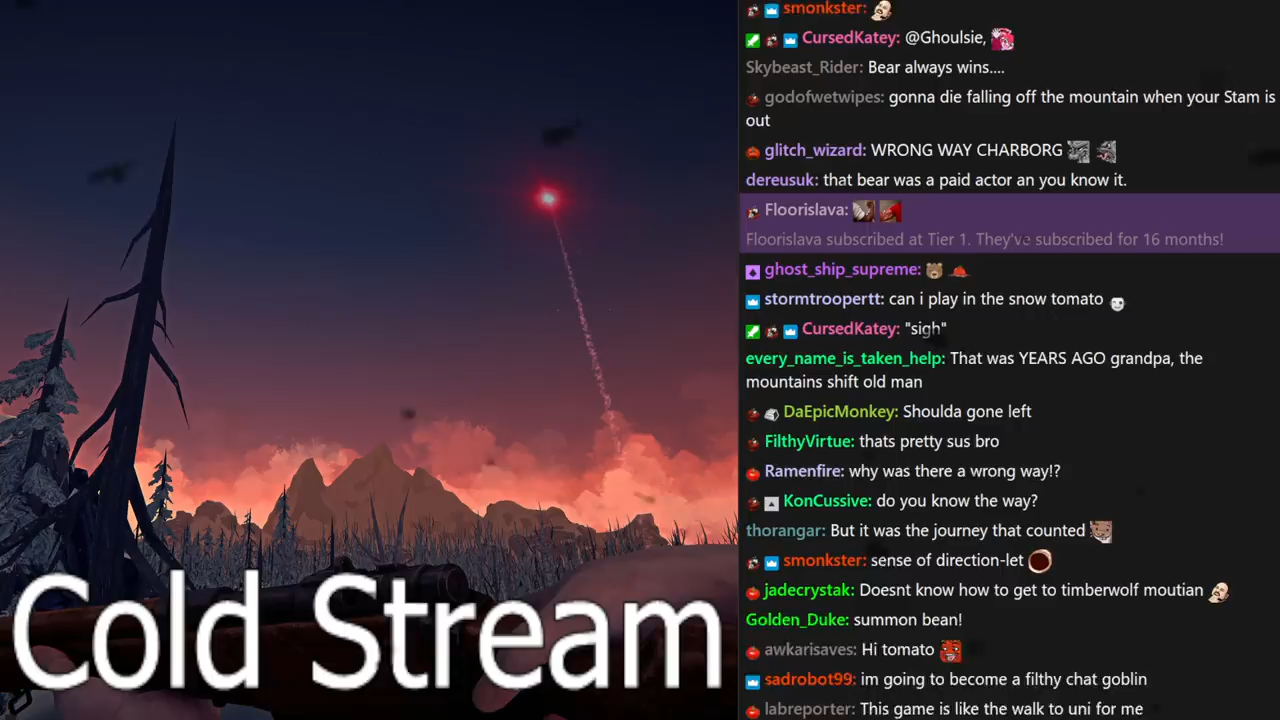 smonkster:
CursedKatey: @Ghoulsie,
Skybeast_Rider: Bear always wins....
godofwetwipes: gonna die falling off the mountain when your Stam is
out
glitch_wizard: WRONG WAY CHARBORG
dereusuk: that bear was a paid actor an you know it.
Floorislava:
Floorislava subscribed at Tier 1. They've subscribed for 16 months!
ghost_ship_supreme:
stormtroopertt: can i play in the snow tomato
CursedKatey: "sigh"
every_name_is_taken_help: That was YEARS AGO grandpa, the
mountains shift old man
DaEpicMonkey: Shoulda gone left
FilthyVirtue: thats pretty sus bro
Ramenfire: why was there a wrong way!?
KonCussive: do you know the way?
thorangar: But it was the journey that counted
smonkster: sense of direction-let
jadecrystak: Doesnt know how to get to timberwolf moutian
Golden_Duke: summon bean!
awkarisaves: Hi tomato
sadrobot99: im going to become a filthy chat goblin
labreporter: This game is like the walk to uni for me
Cold Stream